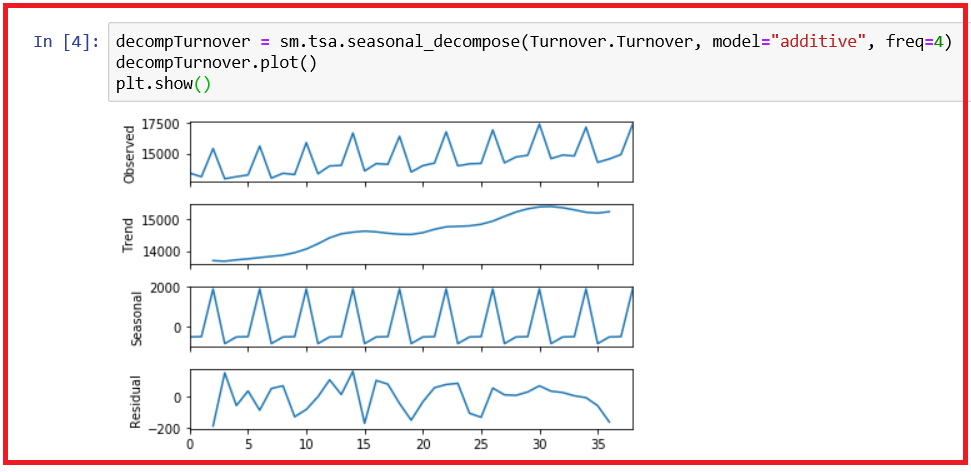 In [4]: decompTurnover = sm.tsa.seasonal_decompose(Turnover.Turnover, model="additive", freq=4)
decompTurnover.plot()
plt.show()
17500
15000
Observed
15000
14000
Trend
2000
0
Seasonal
0
−200
Residual
0 5 10 15 20 25 30 35